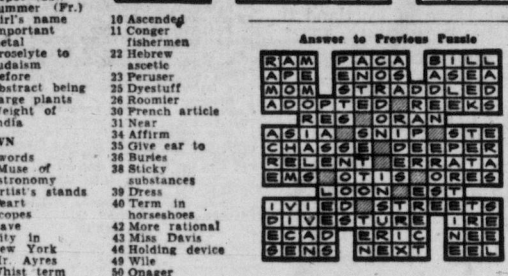 ummer (Fr.)
irl's name
mportant
etal
roselyte to
udaism
efore
bstract being
arge plants
eight of
ndia
WN
words
Muse of
stronomy
rtist's stands
eart
copes
ave
ity in
ew York
r. Ayres
Whist term
10 Ascended
11 Conger
fishermen
22 Hebrew
ascetic
23 Peruser
25 Dyestuff
26 Roomier
30 French article
31 Near
34 Affirm
35 Give ear to
36 Buries
38 Sticky
substances
39 Dress
40 Term in
horseshoes
42 More rational
43 Miss Davis
46 Holding device
49 Wile
50 Onager
Answer to Previous Puzzle
RAM PACA BILL
APE ENOS ASEA
MOM STRADDLED
ADOPTED REEKS
RES ORAN
ASIA SNIP STE
CHASSE DEEPER
RELENT ERRATA
EMS OTIS ORES
LOON EST
IVIED STREETS
DIVESTURE IRE
ECAD ERIC NEE
SENS NEXT EEL